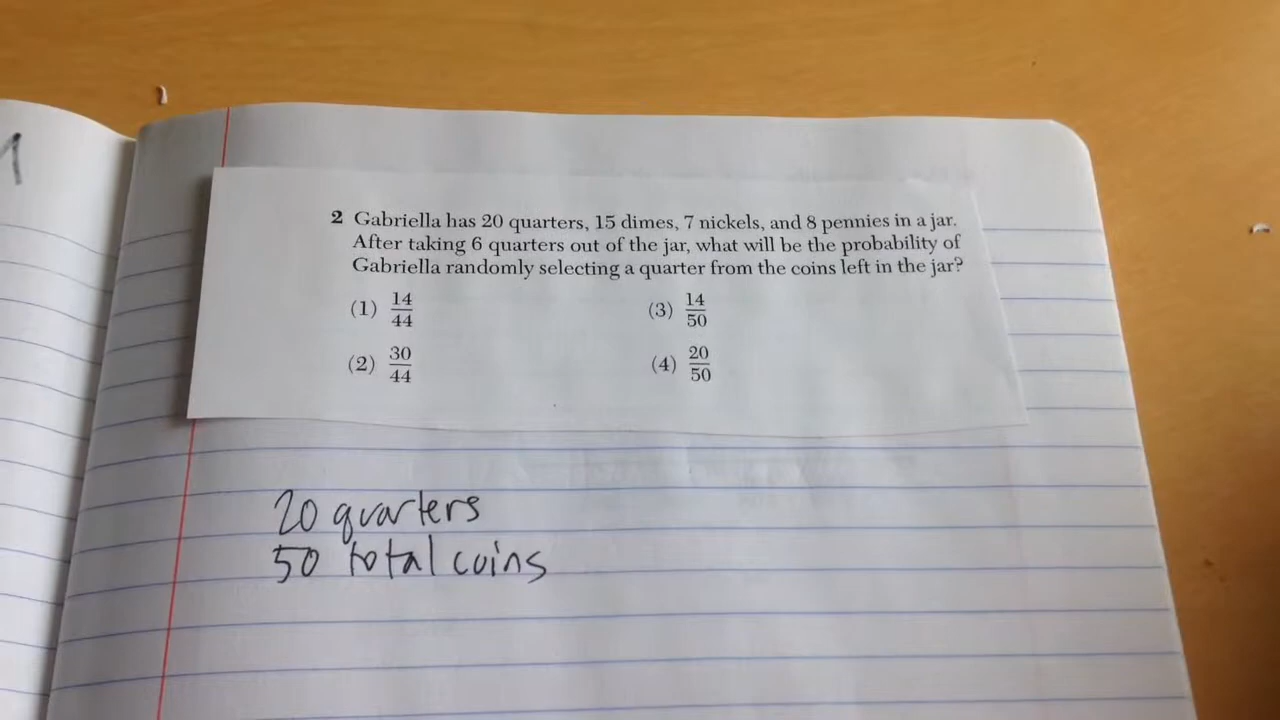 1
2 Gabriella has 20 quarters, 15 dimes, 7 nickels, and 8 pennies in a jar.
After taking 6 quarters out of the jar, what will be the probability of
Gabriella randomly selecting a quarter from the coins left in the jar?
(1) 14/44
(3) 14/50
(2) 30/44
(4) 20/50
20 quarters
50 total coins